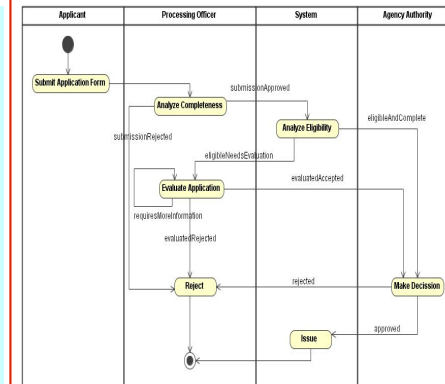 Applicant
Processing Officer
System
Agency Authority
Submit Application Form
submissionApproved
Analyze Completeness
eligibleAndComplete
Analyze Eligibility
submissionRejected
eligibleNeedsEvaluation
evaluatedAccepted
Evaluate Application
requiresMoreInformation
evaluatedRejected
rejected
Reject
Make Decission
approved
Issue